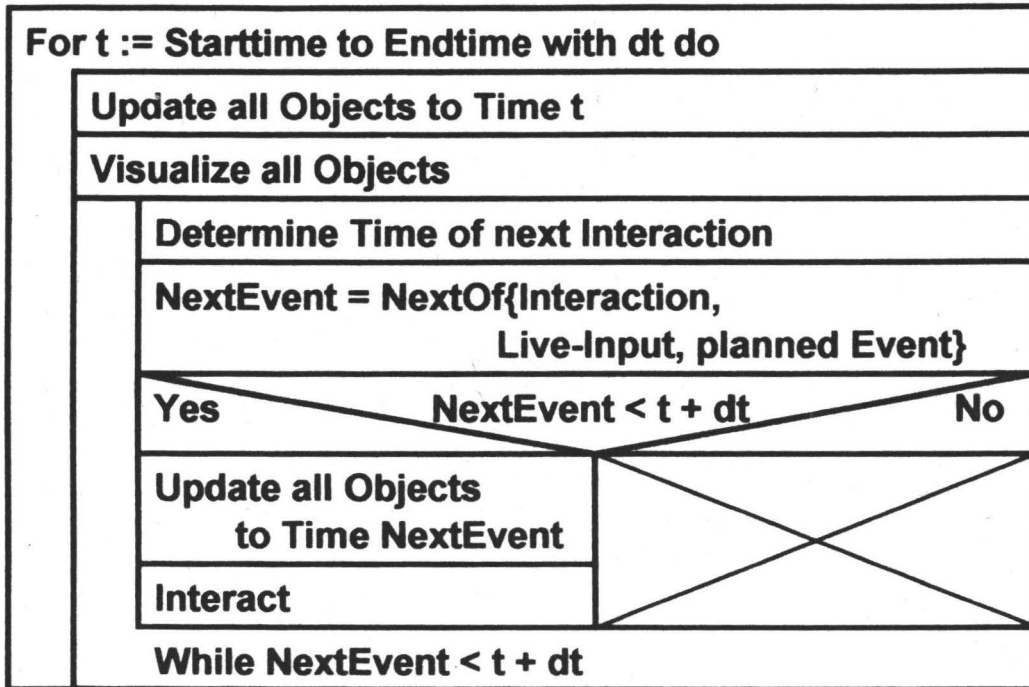 For t := Starttime to Endtime with dt do
Update all Objects to Time t
Visualize all Objects
Determine Time of next Interaction
NextEvent = NextOf{Interaction,
Live-Input, planned Event}
Yes NextEvent < t + dt No
Update all Objects
to Time NextEvent
Interact
While NextEvent < t + dt